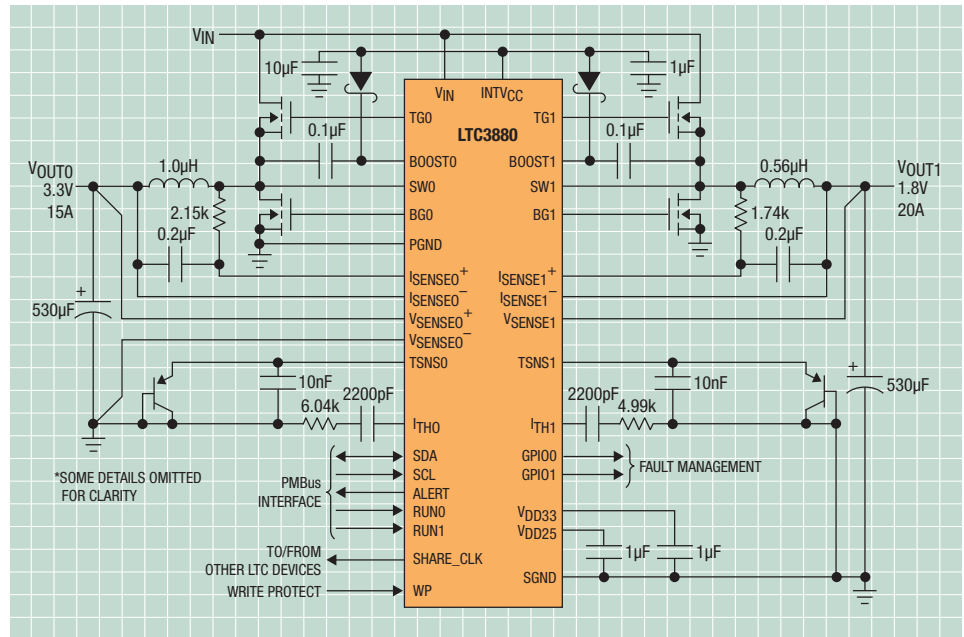 VIN
10µF
1µF
VIN
INTVCC
LTC3880
TG0
TG1
0.1µF
0.1µF
BOOST0
BOOST1
VOUT0
3.3V
15A
1.0µH
SW0
SW1
0.56µH
VOUT1
1.8V
20A
2.15k
BG0
BG1
1.74k
0.2µF
PGND
0.2µF
ISENSE0+
ISENSE1+
ISENSE0–
ISENSE1–
+
530µF
VSENSE0+
VSENSE1
VSENSE0–
TSNS0
TSNS1
10nF
2200pF
2200pF
10nF
+
530µF
6.04k
4.99k
ITH0
ITH1
*SOME DETAILS OMITTED
FOR CLARITY
PMBus
INTERFACE
SDA
SCL
ALERT
RUN0
RUN1
GPIO0
GPIO1
FAULT MANAGEMENT
VDD33
VDD25
1µF
1µF
TO/FROM
OTHER LTC DEVICES
SHARE_CLK
SGND
WRITE PROTECT
WP